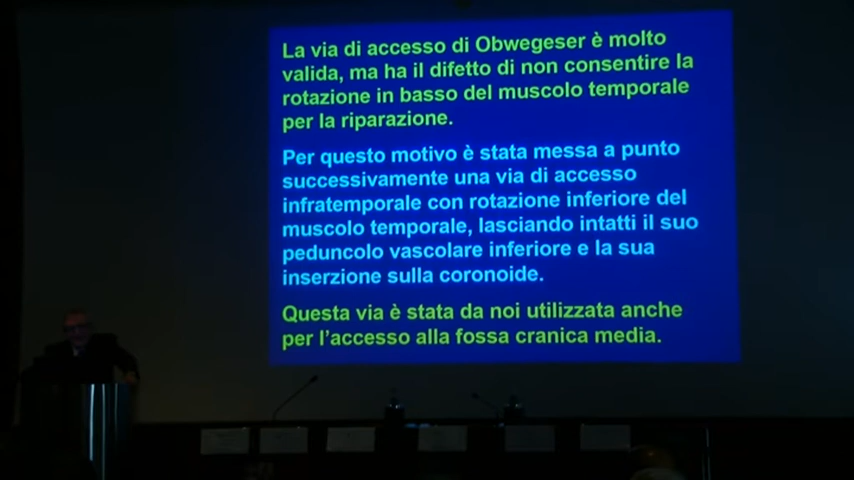 La via di accesso di Obwegeser è molto
valida, ma ha il difetto di non consentire la
rotazione in basso del muscolo temporale
per la riparazione.
Per questo motivo è stata messa a punto
successivamente una via di accesso
infratemporale con rotazione inferiore del
muscolo temporale, lasciando intatti il suo
peduncolo vascolare inferiore e la sua
inserzione sulla coronoide.
Questa via è stata da noi utilizzata anche
per l'accesso alla fossa cranica media.